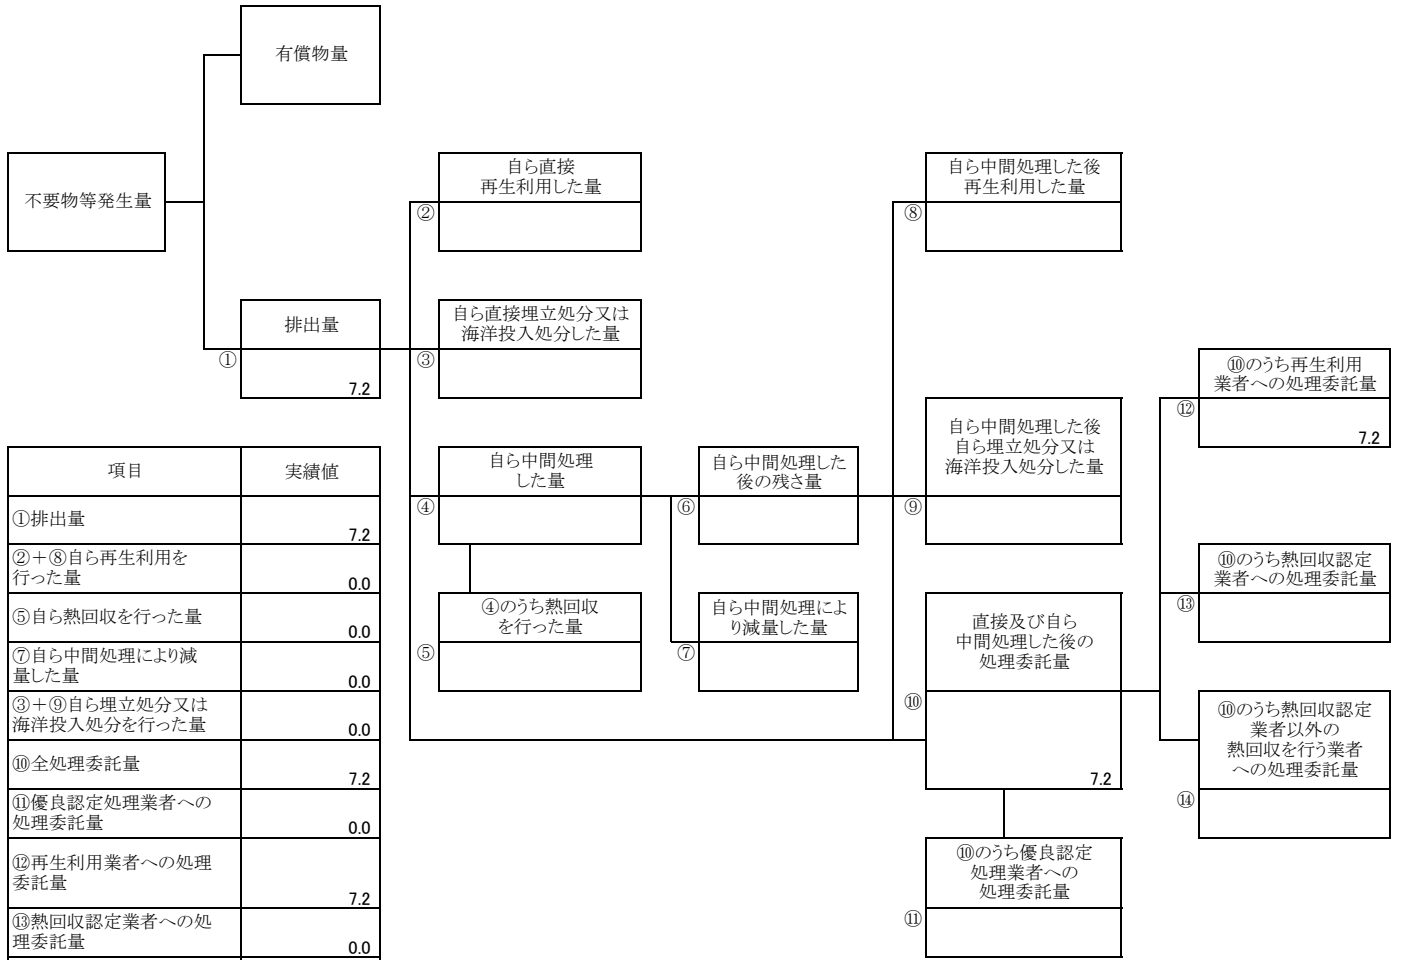 有償物量
不要物等発生量
自ら直接
再生利用した量
②
自ら中間処理した後
再生利用した量
⑧
排出量
①
7.2
自ら直接埋立処分又は
海洋投入処分した量
③
⑩のうち再生利用
業者への処理委託量
⑫
7.2
自ら中間処理
した量
④
自ら中間処理した
後の残さ量
⑥
自ら中間処理した後
自ら埋立処分又は
海洋投入処分した量
⑨
④のうち熱回収
を行った量
⑤
自ら中間処理によ
り減量した量
⑦
直接及び自ら
中間処理した後の
処理委託量
⑩
7.2
⑩のうち熱回収認定
業者への処理委託量
⑬
⑩のうち熱回収認定
業者以外の
熱回収を行う業者
への処理委託量
⑭
⑩のうち優良認定
処理業者への
処理委託量
⑪
項目 実績値
①排出量
7.2
②+⑧自ら再生利用を
行った量
0.0
⑤自ら熱回収を行った量
0.0
⑦自ら中間処理により減
量した量
0.0
③+⑨自ら埋立処分又は
海洋投入処分を行った量
0.0
⑩全処理委託量
7.2
⑪優良認定処理業者への
処理委託量
0.0
⑫再生利用業者への処理
委託量
7.2
⑬熱回収認定業者への処
理委託量
0.0